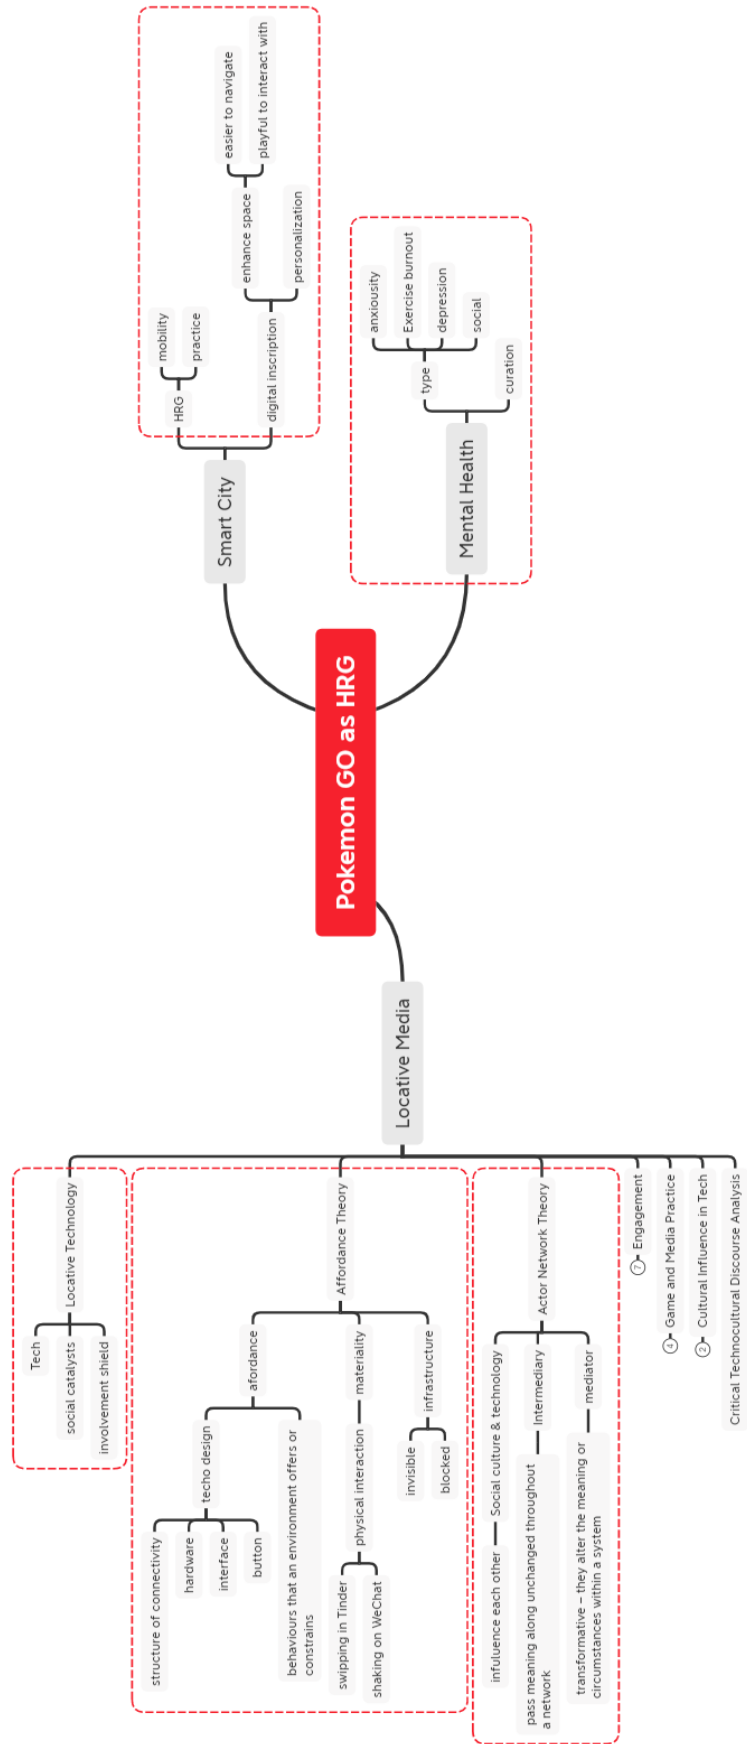 Pokemon GO as HRG
Smart City
HRG
mobility
practice
digital inscription
enhance space
easier to navigate
playful to interact with
personalization
Mental Health
type
anxiousity
Exercise burnout
depression
social
curation
Locative Media
Locative Technology
Tech
social catalysts
involvement shield
Affordance Theory
afordance
techo design
structure of connectivity
hardware
interface
button
behaviours that an environment offers or
constrains
materiality
physical interaction
swipping in Tinder
shaking on WeChat
infrastructure
invisible
blocked
Actor Network Theory
Social culture & technology
infuluence each other
Intermediary
pass meaning along unchanged throughout
a network
mediator
transformative – they alter the meaning or
circumstances within a system
Engagement
7
Game and Media Practice
4
Cultural Influence in Tech
2
Critical Technocultural Discourse Analysis